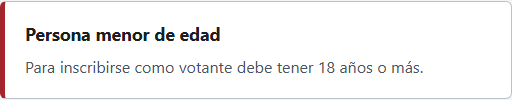 Persona menor de edad
Para inscribirse como votante debe tener 18 años o más.